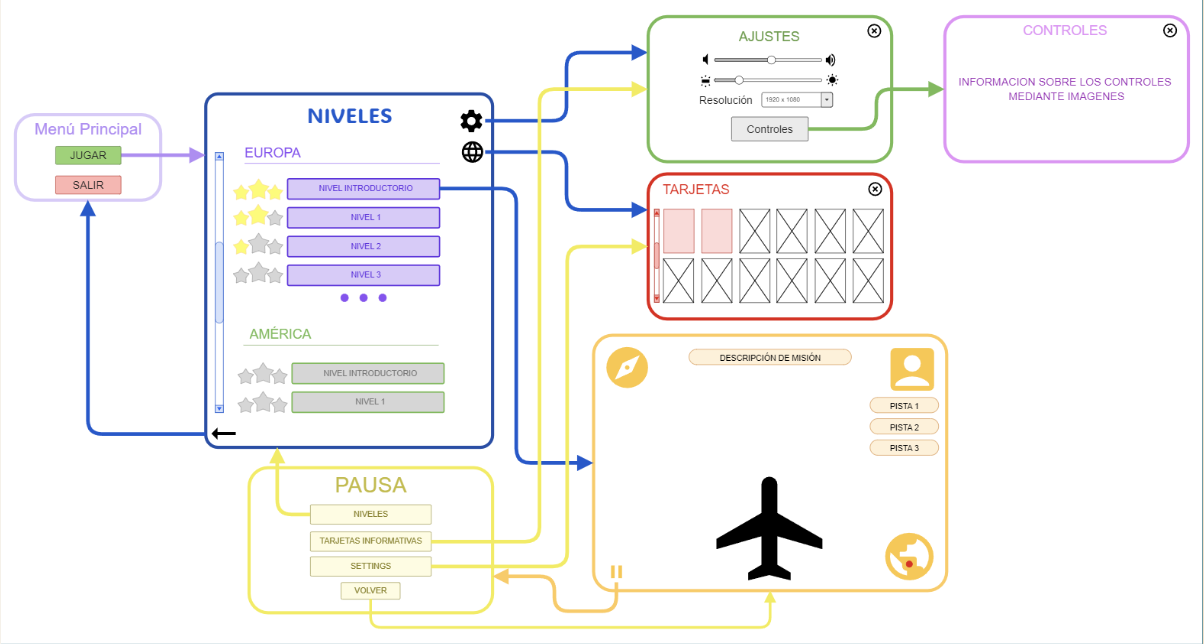 Menú Principal
JUGAR
SALIR
NIVELES
EUROPA
NIVEL INTRODUCTORIO
NIVEL 1
NIVEL 2
NIVEL 3
AMÉRICA
NIVEL INTRODUCTORIO
NIVEL 1
AJUSTES
Resolución
1920 x 1080
Controles
CONTROLES
INFORMACION SOBRE LOS CONTROLES
MEDIANTE IMAGENES
TARJETAS
DESCRIPCIÓN DE MISIÓN
PISTA 1
PISTA 2
PISTA 3
PAUSA
NIVELES
TARJETAS INFORMATIVAS
SETTINGS
VOLVER